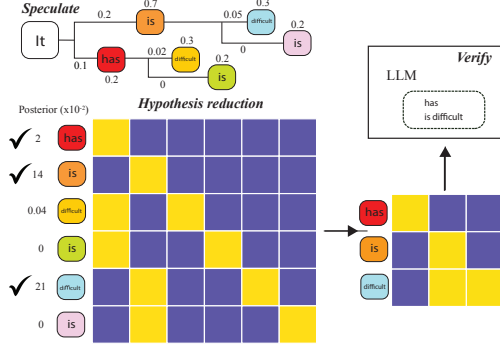 Speculate
It
0.2
0.7
is
0.05
0.3
difficult
0
0.2
is
0.1
has
0.2
0.02
0.3
difficult
0
0.2
is
Posterior (x10-2)
Hypothesis reduction
2 has
14 is
0.04 difficult
0 is
21 difficult
0 is
has
is
difficult
Verify
LLM
has
is difficult